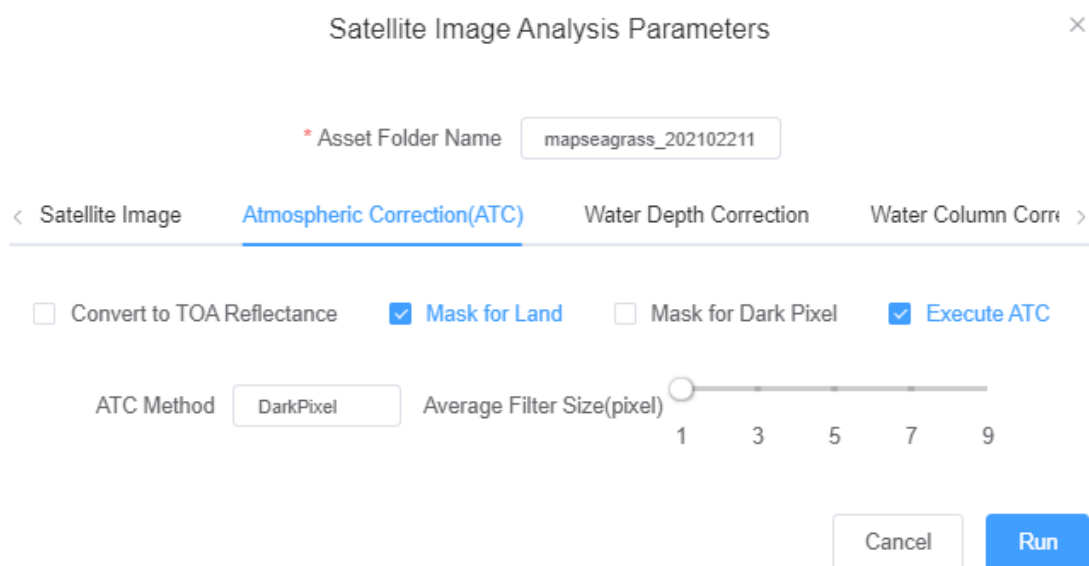 Satellite Image Analysis Parameters
* Asset Folder Name mapseagrass_202102211
Satellite Image Atmospheric Correction(ATC) Water Depth Correction Water Column Corre
Convert to TOA Reflectance Mask for Land Mask for Dark Pixel Execute ATC
ATC Method DarkPixel Average Filter Size(pixel)
1 3 5 7 9
Cancel Run